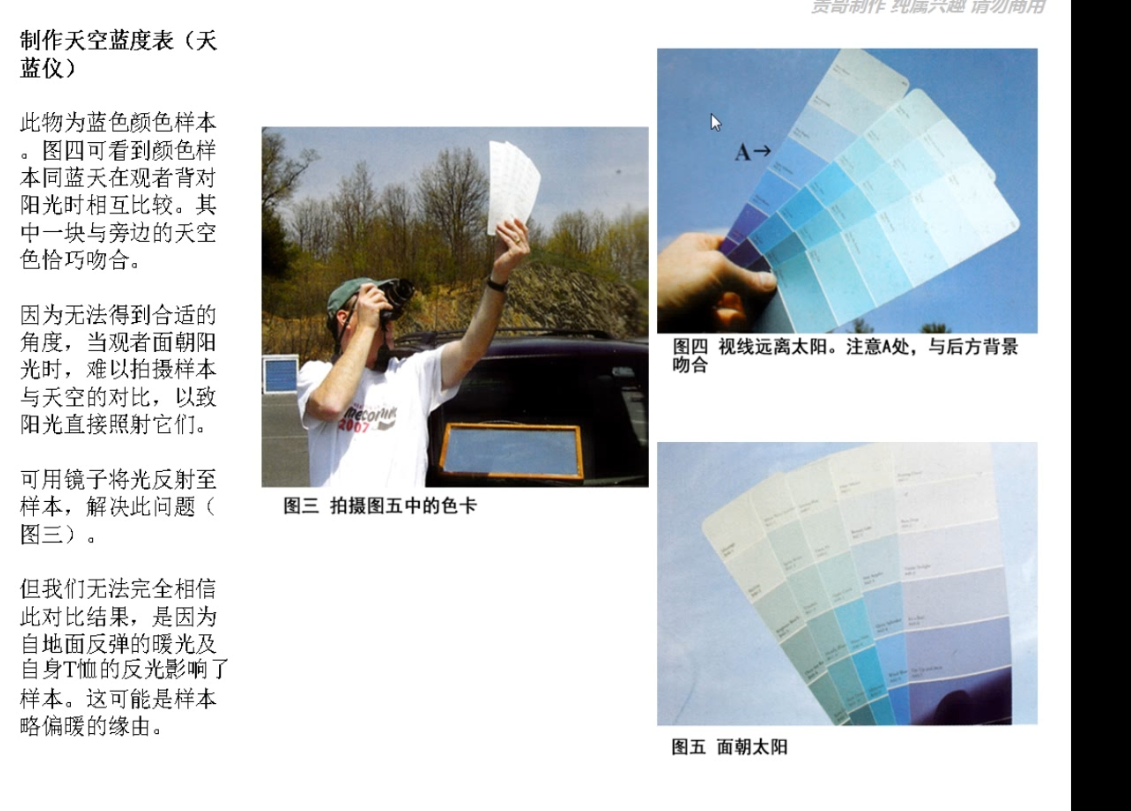 责哥制作 纯属兴趣 请勿商用
制作天空蓝度表（天
蓝仪）
此物为蓝色颜色样本
。图四可看到颜色样
本同蓝天在观者背对
阳光时相互比较。其
中一块与旁边的天空
色恰巧吻合。
因为无法得到合适的
角度，当观者面朝阳
光时，难以拍摄样本
与天空的对比，以致
阳光直接照射它们。
可用镜子将光反射至
样本，解决此问题（
图三）。
但我们无法完全相信
此对比结果，是因为
自地面反弹的暖光及
自身T恤的反光影响了
样本。这可能是样本
略偏暖的缘由。
2007
图三 拍摄图五中的色卡
A→
图四 视线远离太阳。注意A处，与后方背景
吻合
图五 面朝太阳